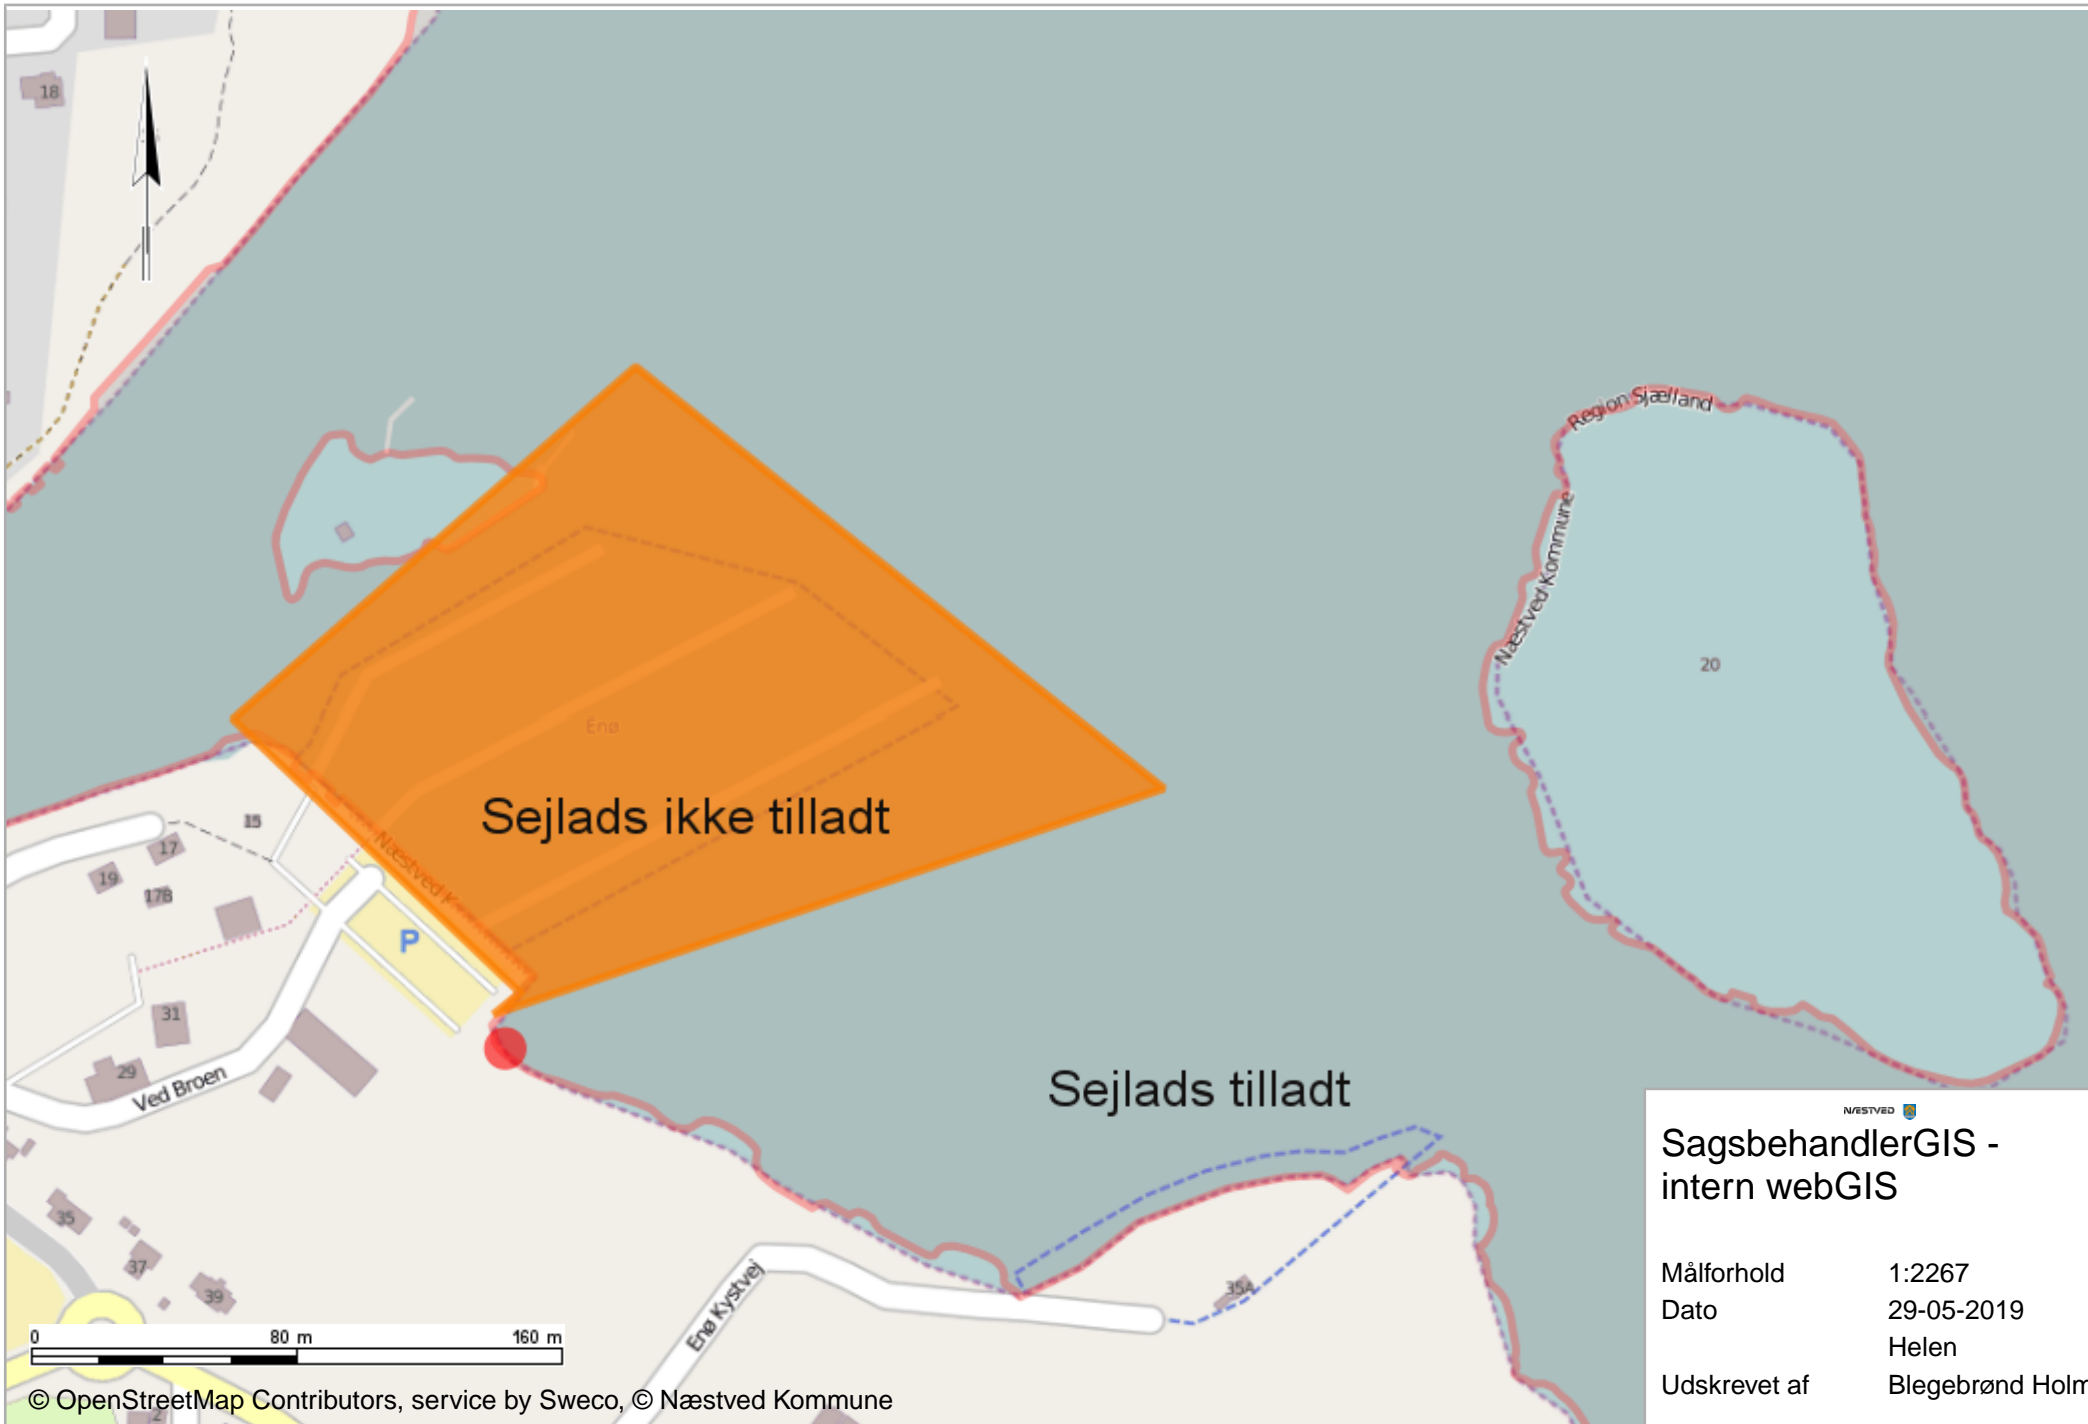 18
Region Sjælland
Næstved Kommune
20
Enø
Sejlads ikke tilladt
15
17
19
17B
Næstved K
P
31
29
Ved Broen
Sejlads tilladt
35
37
39
35A
Enø Kystvej
2
0 80 m 160 m
© OpenStreetMap Contributors, service by Sweco, © Næstved Kommune
NÆSTVED
SagsbehandlerGIS -
intern webGIS
Målforhold 1:2267
Dato 29-05-2019
Helen
Udskrevet af Blegebrønd Holm